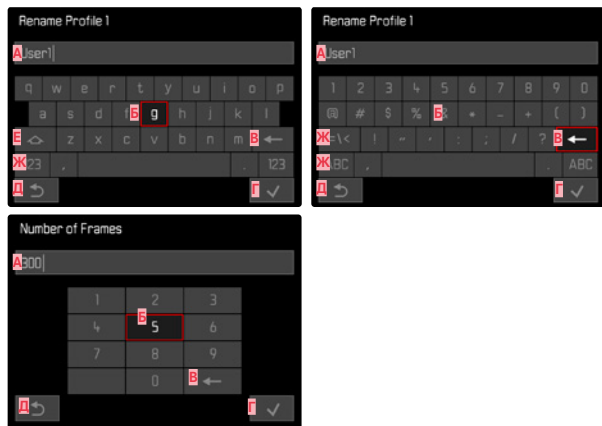 Rename Profile 1
А User1
q w e r t y u i o p
a s d f Б g h j k l
Е z x c v b n m В ←
Ж 123 , . 123
Д Г ✓
Rename Profile 1
А User1
1 2 3 4 5 6 7 8 9 0
@ # $ % Б & * - + ( )
Ж =\< ! " ' : ; / ? В ←
Ж ABC , . ABC
Д Г ✓
Number of Frames
А 300
1 2 3
4 Б 5 6
7 8 9
0 В ←
Д Г ✓